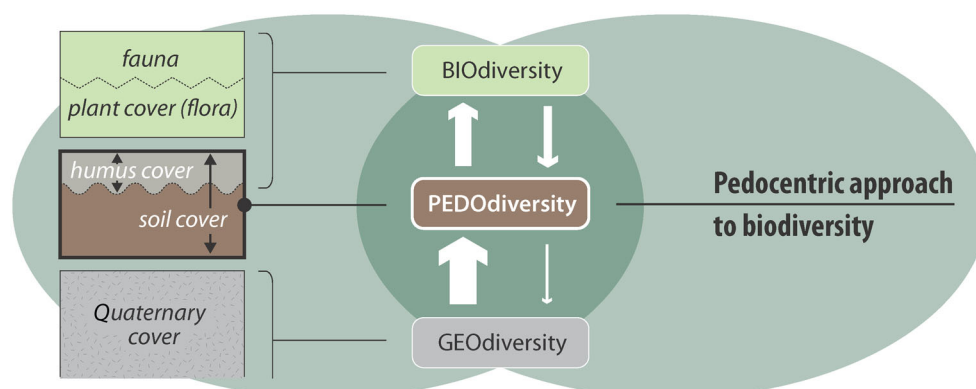 fauna
plant cover (flora)
humus cover
soil cover
Quaternary
cover
BIOdiversity
PEDOdiversity
GEOdiversity
Pedocentric approach
to biodiversity